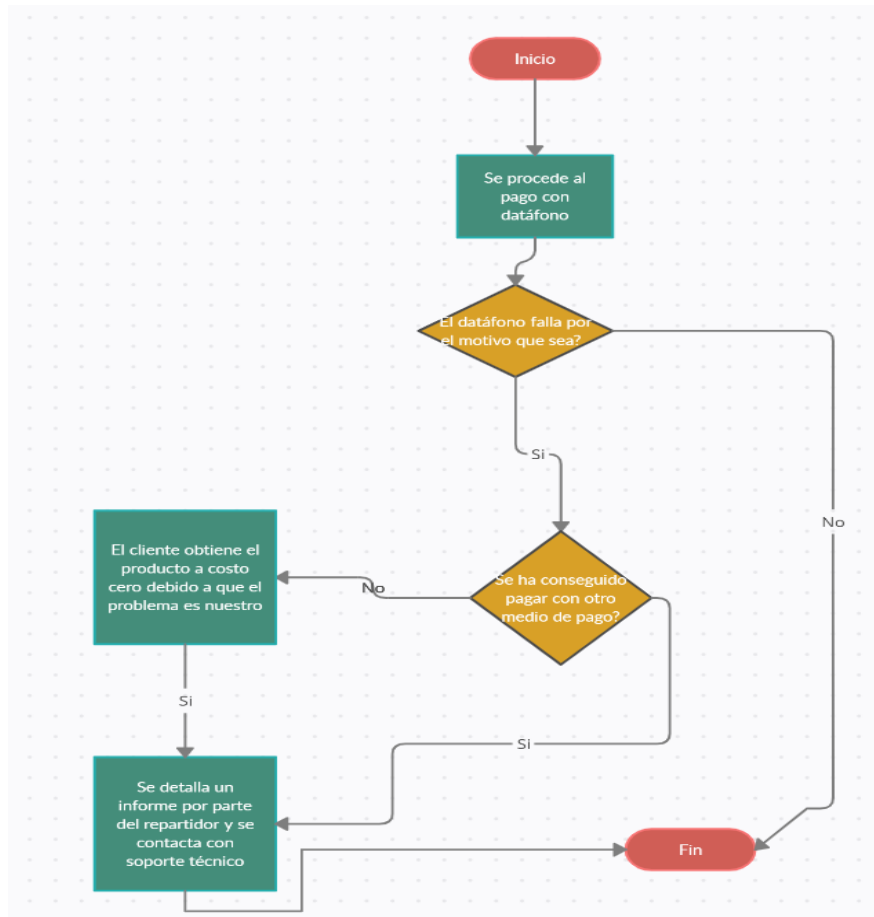 Inicio
Se procede al
pago con
datáfono
El datáfono falla por
el motivo que sea?
Si
No
El cliente obtiene el
producto a costo
cero debido a que el
problema es nuestro
No
Se ha conseguido
pagar con otro
medio de pago?
Si
Si
Se detalla un
informe por parte
del repartidor y se
contacta con
soporte técnico
Fin